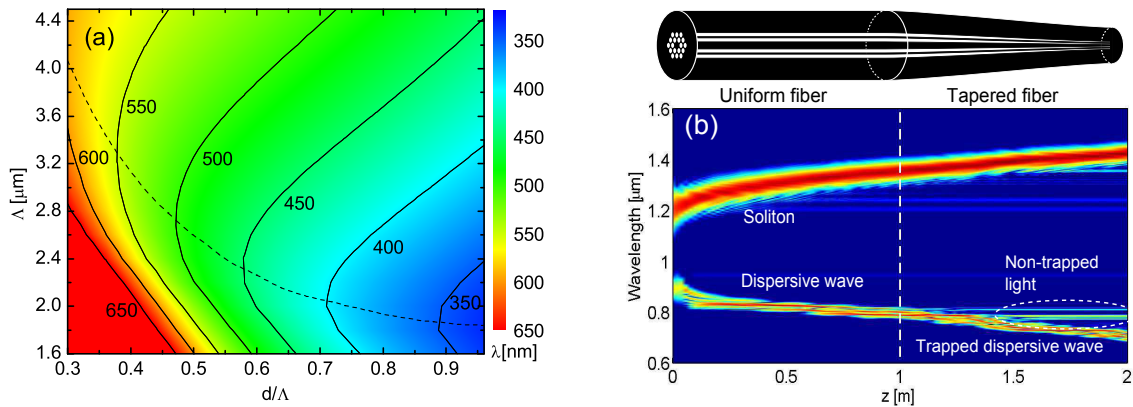 (a)
4.5
4.0
3.6
3.2
2.8
2.4
2.0
1.6
Λ [μm]
550
600
500
450
400
650
350
0.3
0.4
0.5
0.6
0.7
0.8
0.9
d/Λ
350
400
450
500
550
600
650
λ[nm]
Uniform fiber
Tapered fiber
(b)
1.6
1.4
1.2
1
0.8
0.6
Wavelength [μm]
Soliton
Dispersive wave
Non-trapped
light
Trapped dispersive wave
0
0.5
1
1.5
2
z [m]